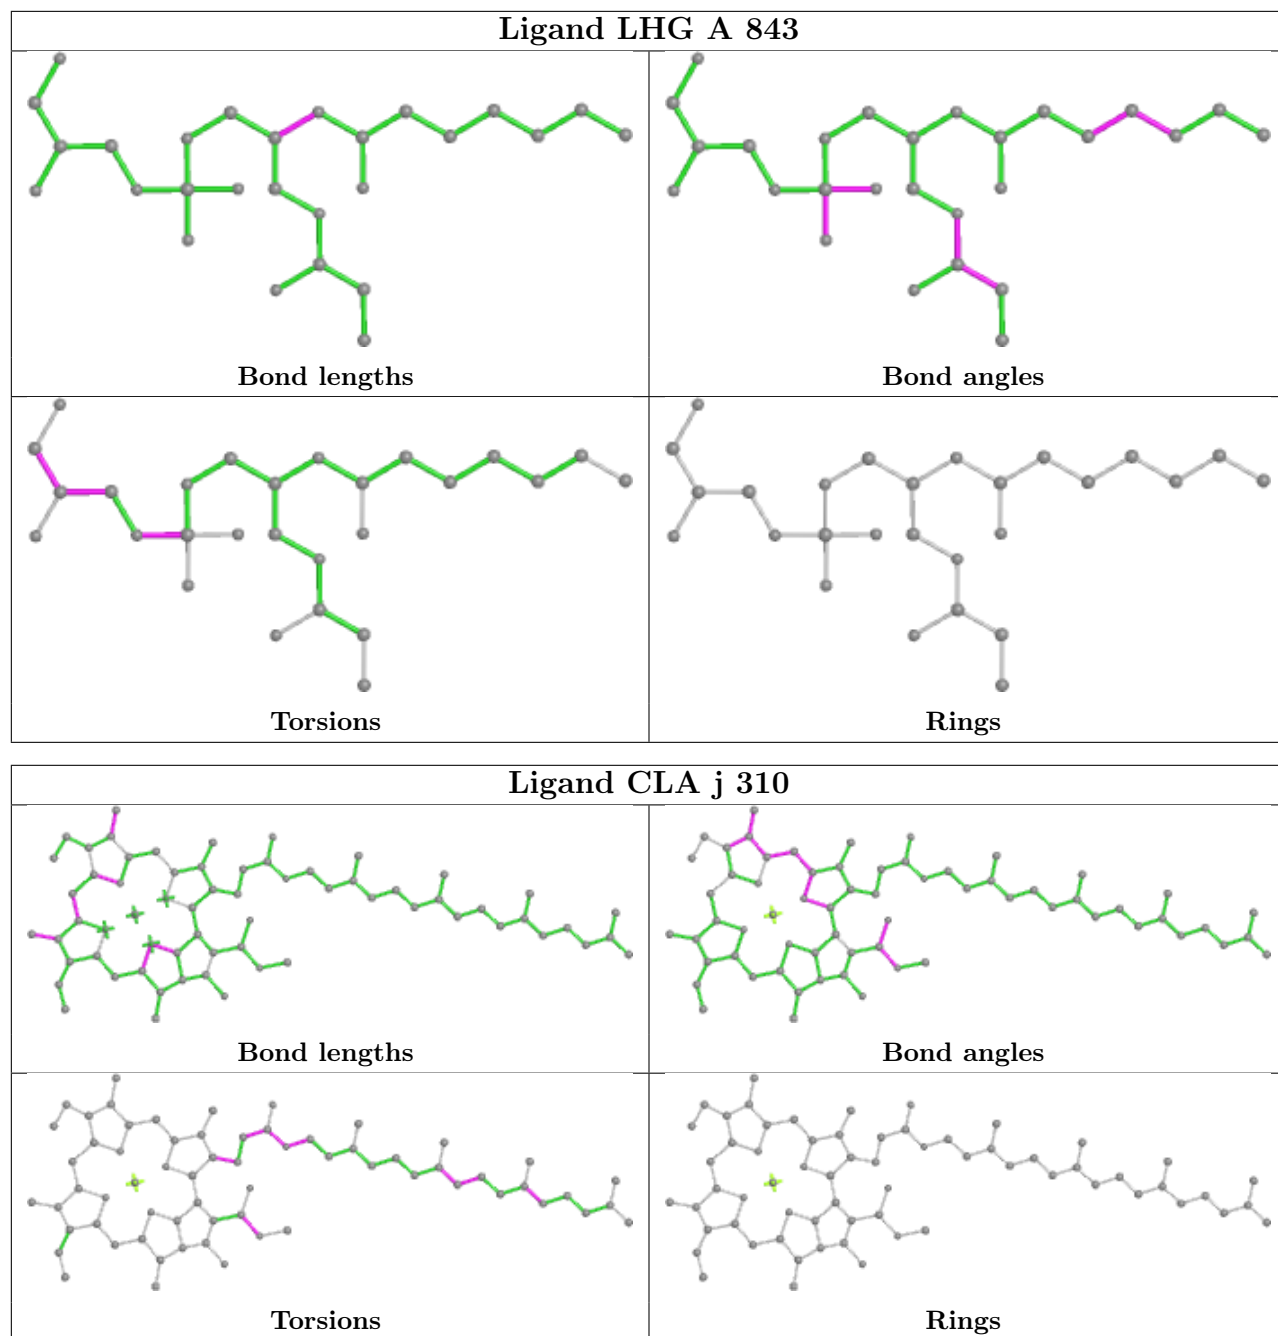 Ligand LHG A 843
Bond lengths
Bond angles
Torsions
Rings
Ligand CLA j 310
Bond lengths
Bond angles
Torsions
Rings